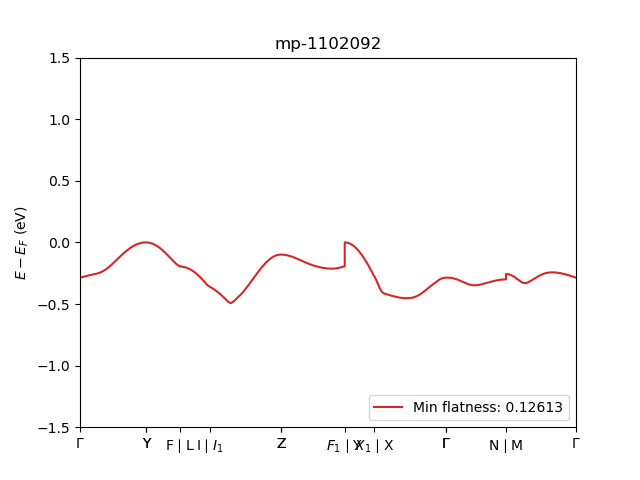 mp-1102092
E − E_F (eV)
1.5
1.0
0.5
0.0
−0.5
−1.0
−1.5
Min flatness: 0.12613
Γ Y F | L I | I₁ Z F₁ | Y X₁ | X Γ N | M Γ